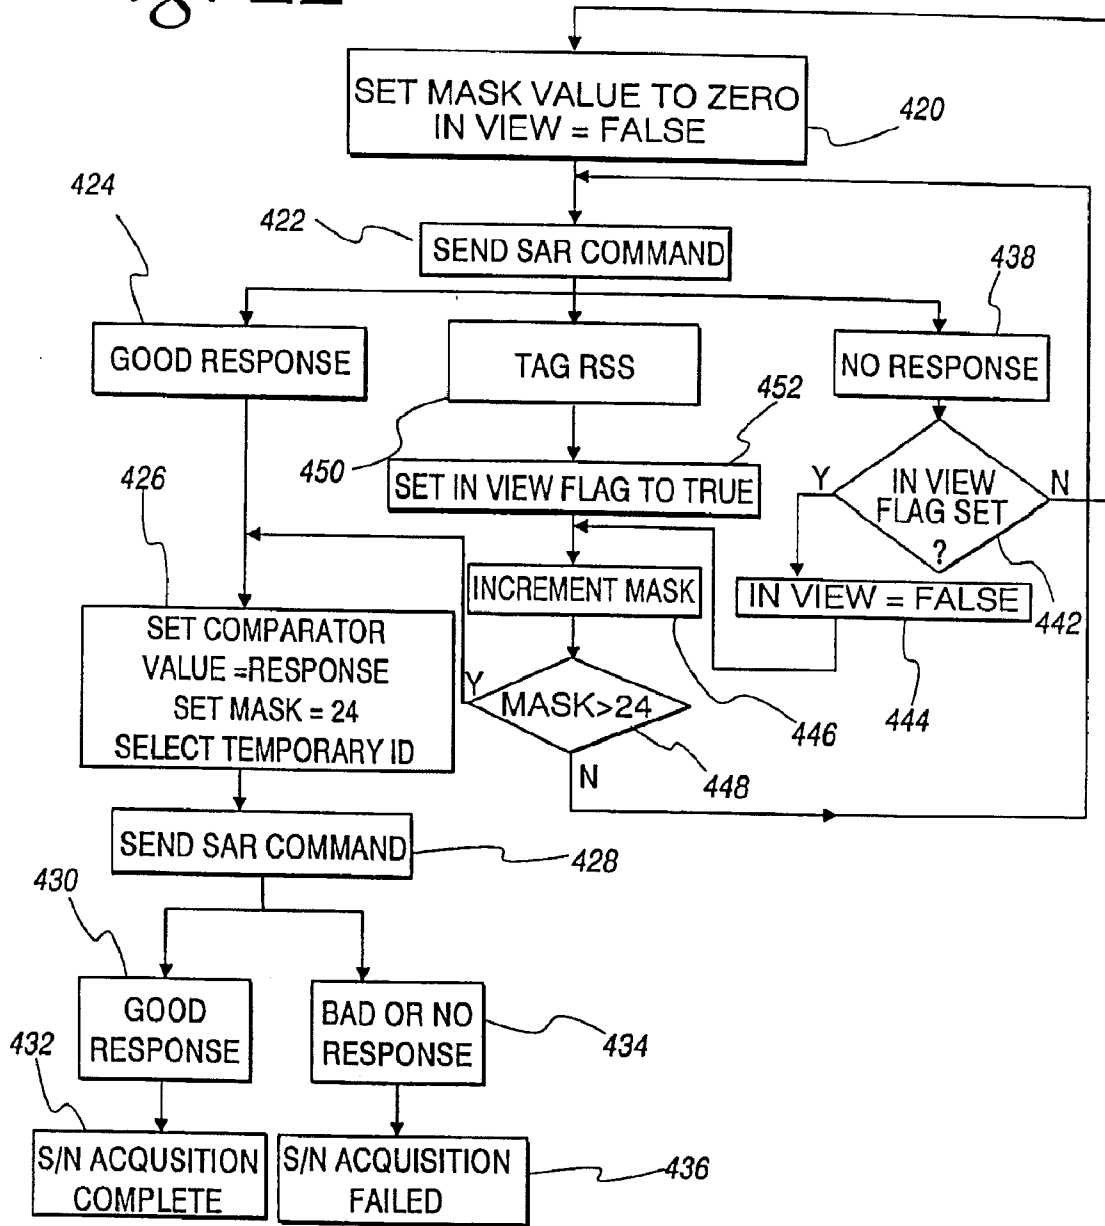 SET MASK VALUE TO ZERO
IN VIEW = FALSE
420
424
422
SEND SAR COMMAND
438
GOOD RESPONSE
TAG RSS
NO RESPONSE
452
450
426
SET IN VIEW FLAG TO TRUE
Y
IN VIEW
FLAG SET
?
N
INCREMENT MASK
IN VIEW = FALSE
442
SET COMPARATOR
VALUE =RESPONSE
SET MASK = 24
SELECT TEMPORARY ID
Y
MASK>24
446
444
N
448
SEND SAR COMMAND
428
430
GOOD
RESPONSE
BAD OR NO
RESPONSE
434
432
S/N ACQUSITION
COMPLETE
S/N ACQUISITION
FAILED
436